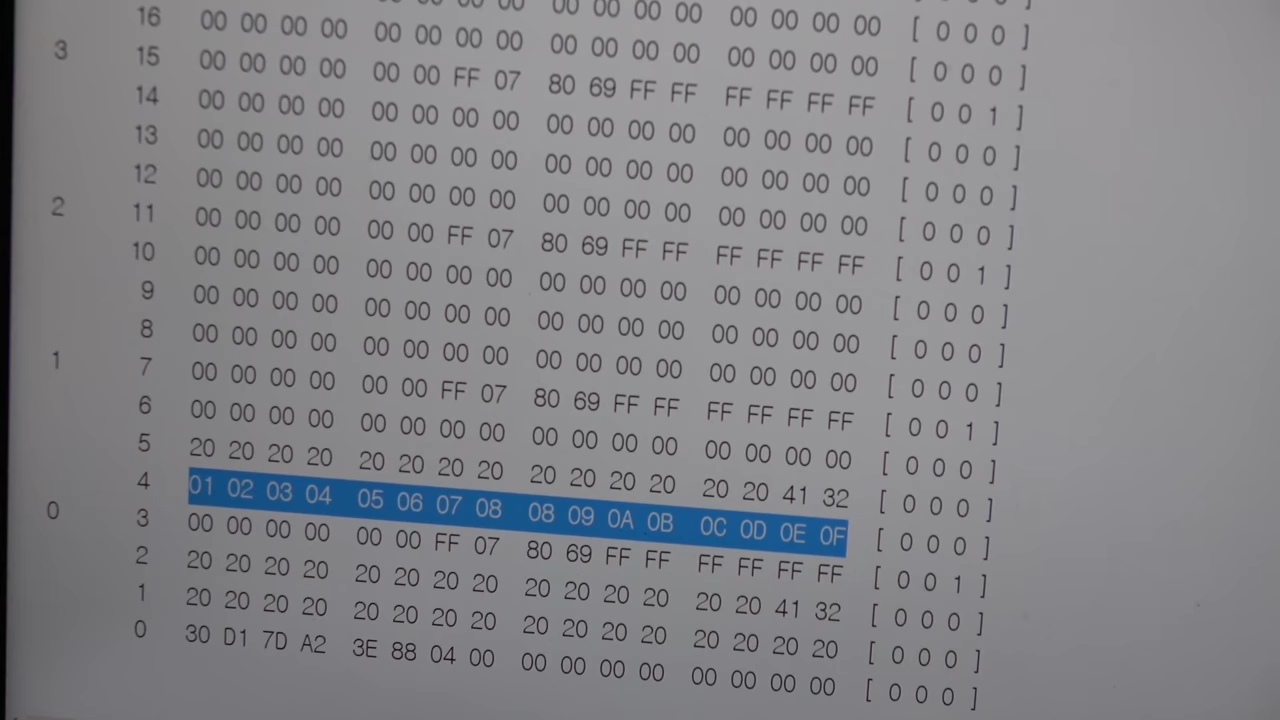 00 00 00 00 00 00 00 00 [ 0 0 0 ]
16 00 00 00 00 00 00 00 00 00 00 00 00 00 00 00 00 [ 0 0 0 ]
3 15 00 00 00 00 00 00 FF 07 80 69 FF FF FF FF FF FF [ 0 0 1 ]
14 00 00 00 00 00 00 00 00 00 00 00 00 00 00 00 00 [ 0 0 0 ]
13 00 00 00 00 00 00 00 00 00 00 00 00 00 00 00 00 [ 0 0 0 ]
12 00 00 00 00 00 00 00 00 00 00 00 00 00 00 00 00 [ 0 0 0 ]
2 11 00 00 00 00 00 00 FF 07 80 69 FF FF FF FF FF FF [ 0 0 1 ]
10 00 00 00 00 00 00 00 00 00 00 00 00 00 00 00 00 [ 0 0 0 ]
9 00 00 00 00 00 00 00 00 00 00 00 00 00 00 00 00 [ 0 0 0 ]
8 00 00 00 00 00 00 00 00 00 00 00 00 00 00 00 00 [ 0 0 0 ]
1 7 00 00 00 00 00 00 FF 07 80 69 FF FF FF FF FF FF [ 0 0 1 ]
6 00 00 00 00 00 00 00 00 00 00 00 00 00 00 00 00 [ 0 0 0 ]
5 20 20 20 20 20 20 20 20 20 20 20 20 20 20 41 32 [ 0 0 0 ]
4 01 02 03 04 05 06 07 08 08 09 0A 0B 0C 0D 0E 0F [ 0 0 0 ]
0 3 00 00 00 00 00 00 FF 07 80 69 FF FF FF FF FF FF [ 0 0 1 ]
2 20 20 20 20 20 20 20 20 20 20 20 20 20 20 41 32 [ 0 0 0 ]
1 20 20 20 20 20 20 20 20 20 20 20 20 20 20 20 20 [ 0 0 0 ]
0 30 D1 7D A2 3E 88 04 00 00 00 00 00 00 00 00 00 [ 0 0 0 ]